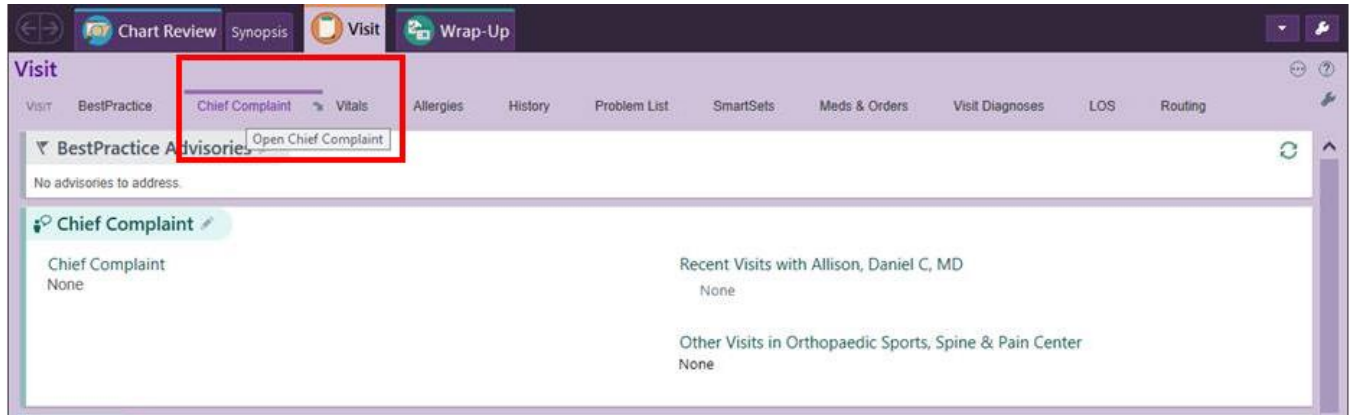 Chart Review Synopsis Visit Wrap-Up
Visit
VISIT BestPractice Chief Complaint Vitals Allergies History Problem List SmartSets Meds & Orders Visit Diagnoses LOS Routing
Open Chief Complaint
BestPractice Advisories
No advisories to address.
Chief Complaint
Chief Complaint Recent Visits with Allison, Daniel C, MD
None None
Other Visits in Orthopaedic Sports, Spine & Pain Center
None